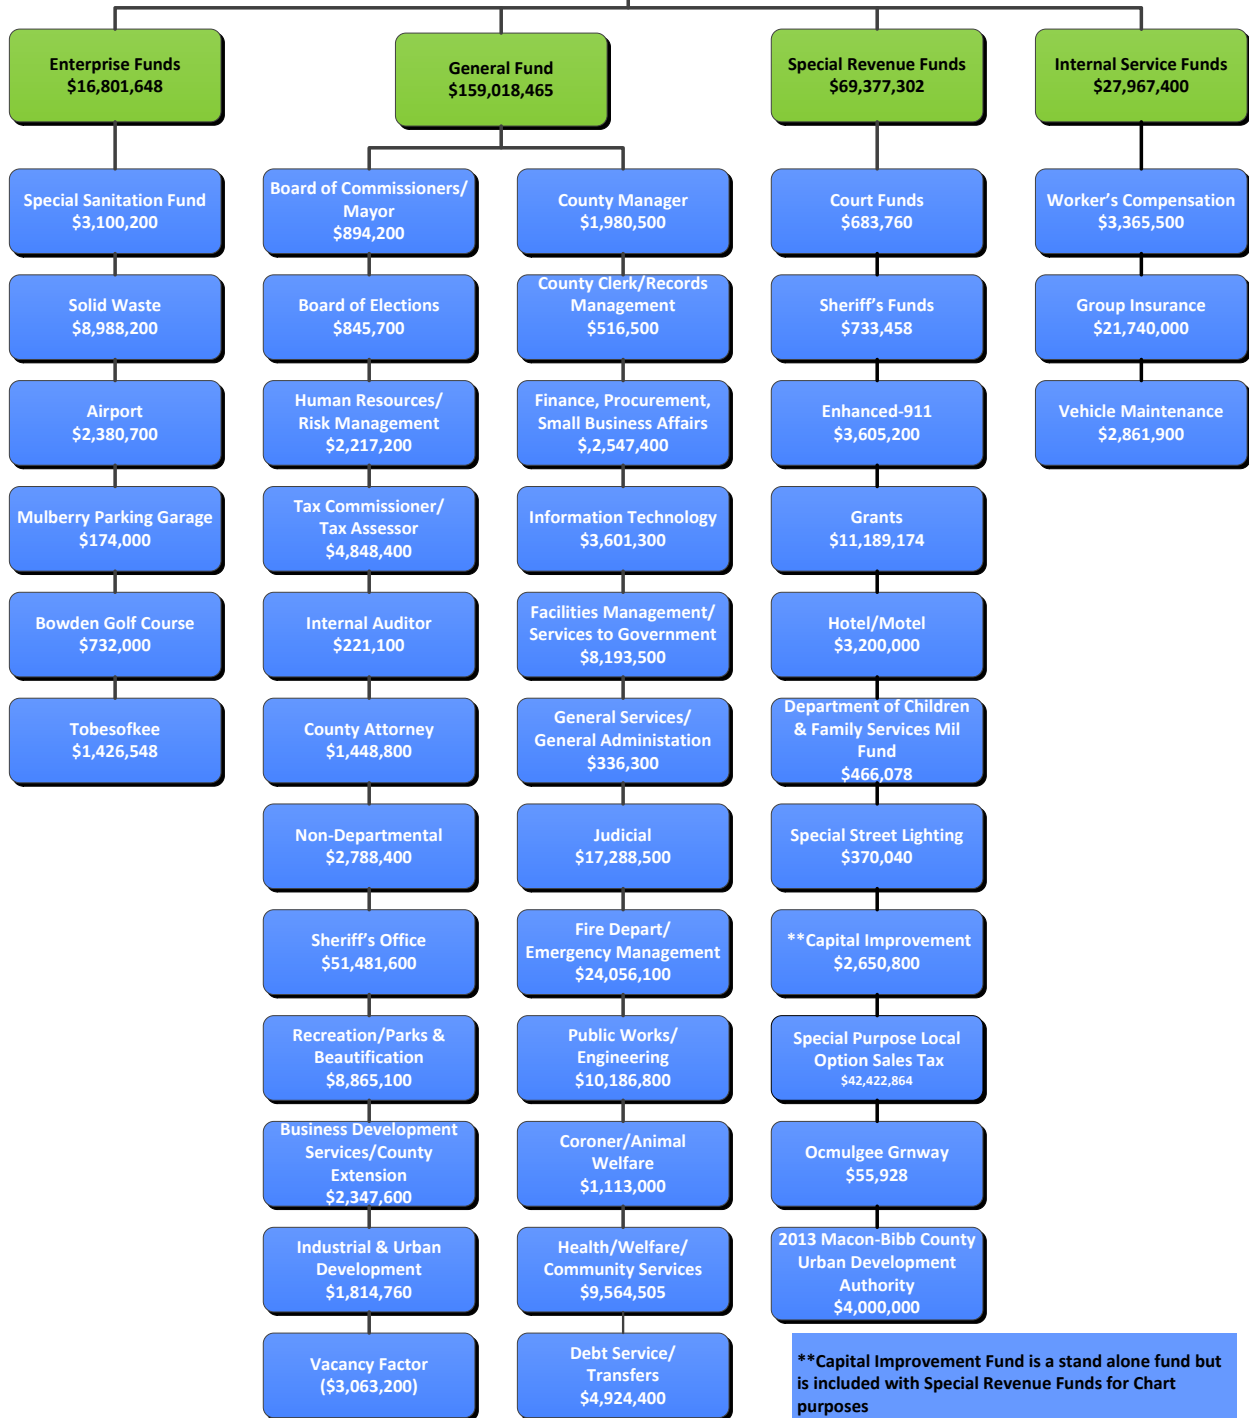 Enterprise Funds
$16,801,648
General Fund
$159,018,465
Special Revenue Funds
$69,377,302
Internal Service Funds
$27,967,400
Special Sanitation Fund
$3,100,200
Solid Waste
$8,988,200
Airport
$2,380,700
Mulberry Parking Garage
$174,000
Bowden Golf Course
$732,000
Tobesofkee
$1,426,548
Board of Commissioners/
Mayor
$894,200
Board of Elections
$845,700
Human Resources/
Risk Management
$2,217,200
Tax Commissioner/
Tax Assessor
$4,848,400
Internal Auditor
$221,100
County Attorney
$1,448,800
Non-Departmental
$2,788,400
Sheriff's Office
$51,481,600
Recreation/Parks &
Beautification
$8,865,100
Business Development
Services/County
Extension
$2,347,600
Industrial & Urban
Development
$1,814,760
Vacancy Factor
($3,063,200)
County Manager
$1,980,500
County Clerk/Records
Management
$516,500
Finance, Procurement,
Small Business Affairs
$,2,547,400
Information Technology
$3,601,300
Facilities Management/
Services to Government
$8,193,500
General Services/
General Administation
$336,300
Judicial
$17,288,500
Fire Depart/
Emergency Management
$24,056,100
Public Works/
Engineering
$10,186,800
Coroner/Animal
Welfare
$1,113,000
Health/Welfare/
Community Services
$9,564,505
Debt Service/
Transfers
$4,924,400
Court Funds
$683,760
Sheriff's Funds
$733,458
Enhanced-911
$3,605,200
Grants
$11,189,174
Hotel/Motel
$3,200,000
Department of Children
& Family Services Mil
Fund
$466,078
Special Street Lighting
$370,040
**Capital Improvement
$2,650,800
Special Purpose Local
Option Sales Tax
$42,422,864
Ocmulgee Grnway
$55,928
2013 Macon-Bibb County
Urban Development
Authority
$4,000,000
Worker's Compensation
$3,365,500
Group Insurance
$21,740,000
Vehicle Maintenance
$2,861,900
**Capital Improvement Fund is a stand alone fund but
is included with Special Revenue Funds for Chart
purposes